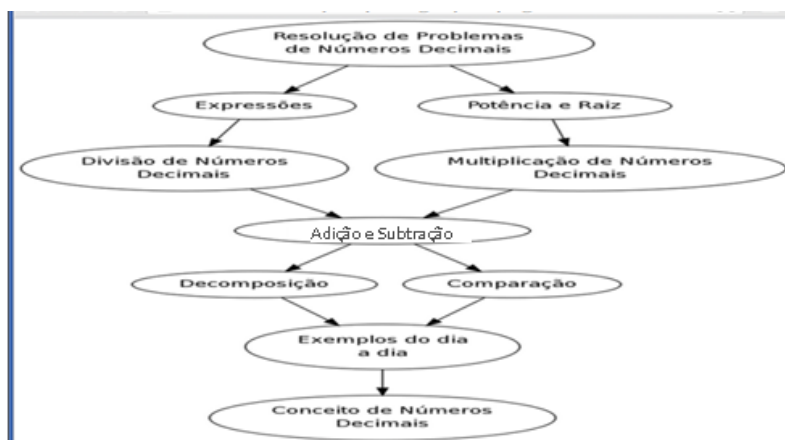 Resolução de Problemas
de Números Decimais
Expressões
Potência e Raiz
Divisão de Números
Decimais
Multiplicação de Números
Decimais
Adição e Subtração
Decomposição
Comparação
Exemplos do dia
a dia
Conceito de Números
Decimais